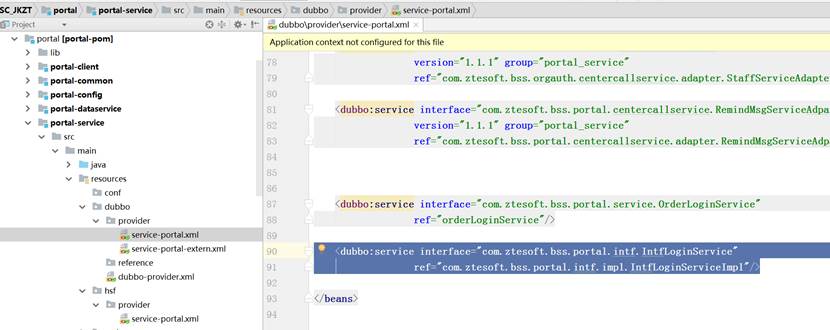 SC_JKZT portal portal-service src main resources dubbo provider service-portal.xml
Project
dubbo\provider\service-portal.xml
Application context not configured for this file
portal [portal-pom]
lib
portal-client
portal-common
portal-config
portal-dataservice
portal-service
src
main
java
resources
conf
dubbo
provider
service-portal.xml
service-portal-extern.xml
reference
dubbo-provider.xml
hsf
provider
service-portal.xml
78 version="1.1.1" group="portal_service"
79 ref="com.ztesoft.bss.orgauth.centercallservice.adapter.StaffServiceAdapte
80
81 <dubbo:service interface="com.ztesoft.bss.portal.centercallservice.RemindMsgServiceAdpa
82 version="1.1.1" group="portal_service"
83 ref="com.ztesoft.bss.portal.centercallservice.adapter.RemindMsgServiceAdp
84
85
86
87 <dubbo:service interface="com.ztesoft.bss.portal.service.OrderLoginService"
88 ref="orderLoginService"/>
89
90 <dubbo:service interface="com.ztesoft.bss.portal.intf.IntfLoginService"
91 ref="com.ztesoft.bss.portal.intf.impl.IntfLoginServiceImpl"/>
92
93 </beans>
94